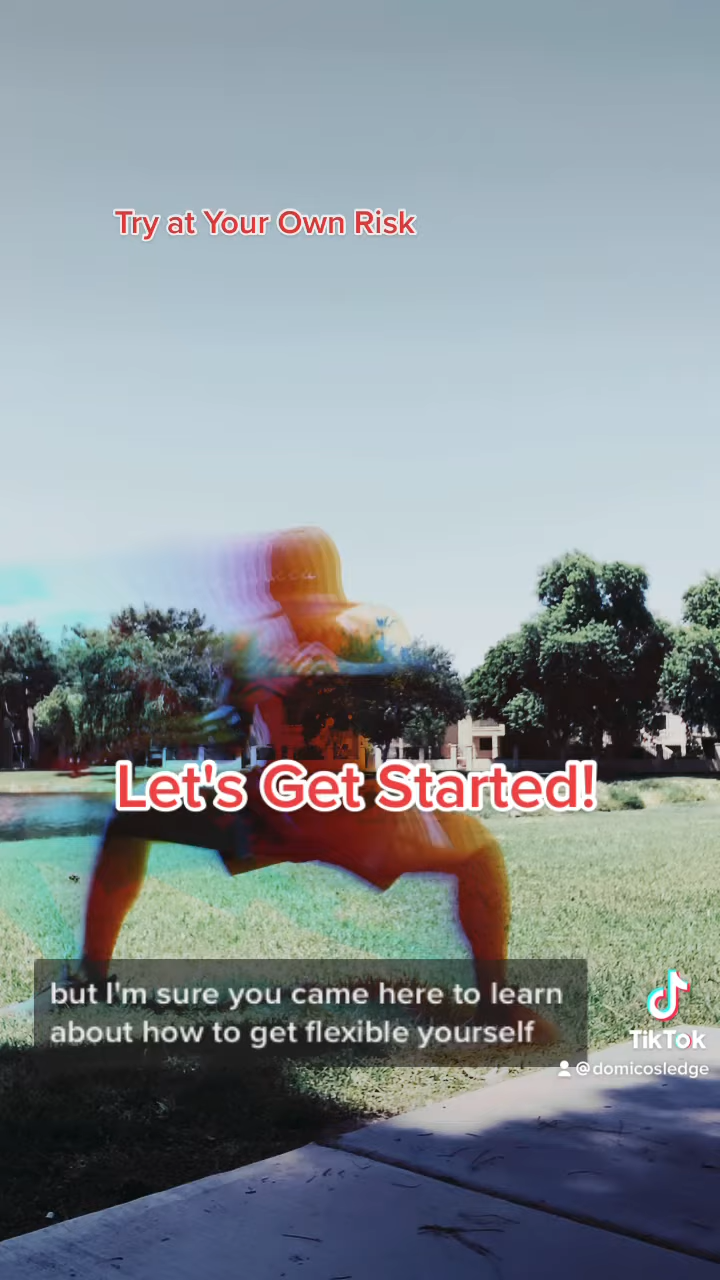 Try at Your Own Risk
Let's Get Started!
but I'm sure you came here to learn
about how to get flexible yourself
TikTok
@domicosledge